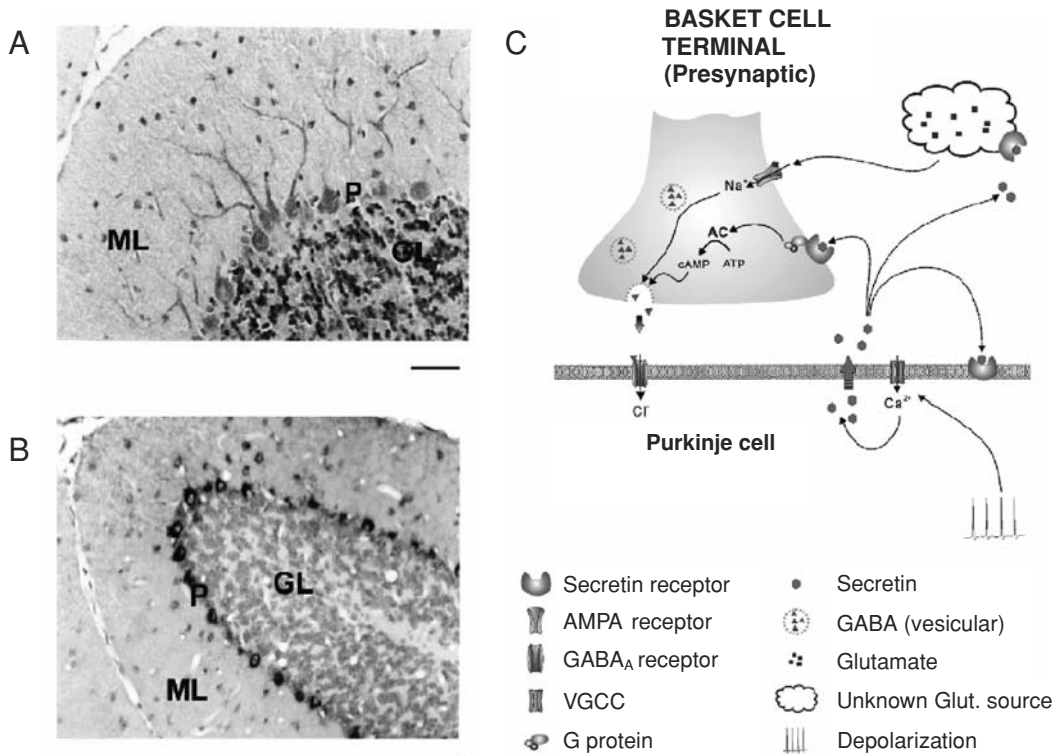 A
ML
P
GL
B
P
GL
ML
C
BASKET CELL
TERMINAL
(Presynaptic)
Na⁺
AC
cAMP
ATP
Cl⁻
Ca²⁺
Purkinje cell
Secretin receptor
AMPA receptor
GABA_A receptor
VGCC
G protein
Secretin
GABA (vesicular)
Glutamate
Unknown Glut. source
Depolarization